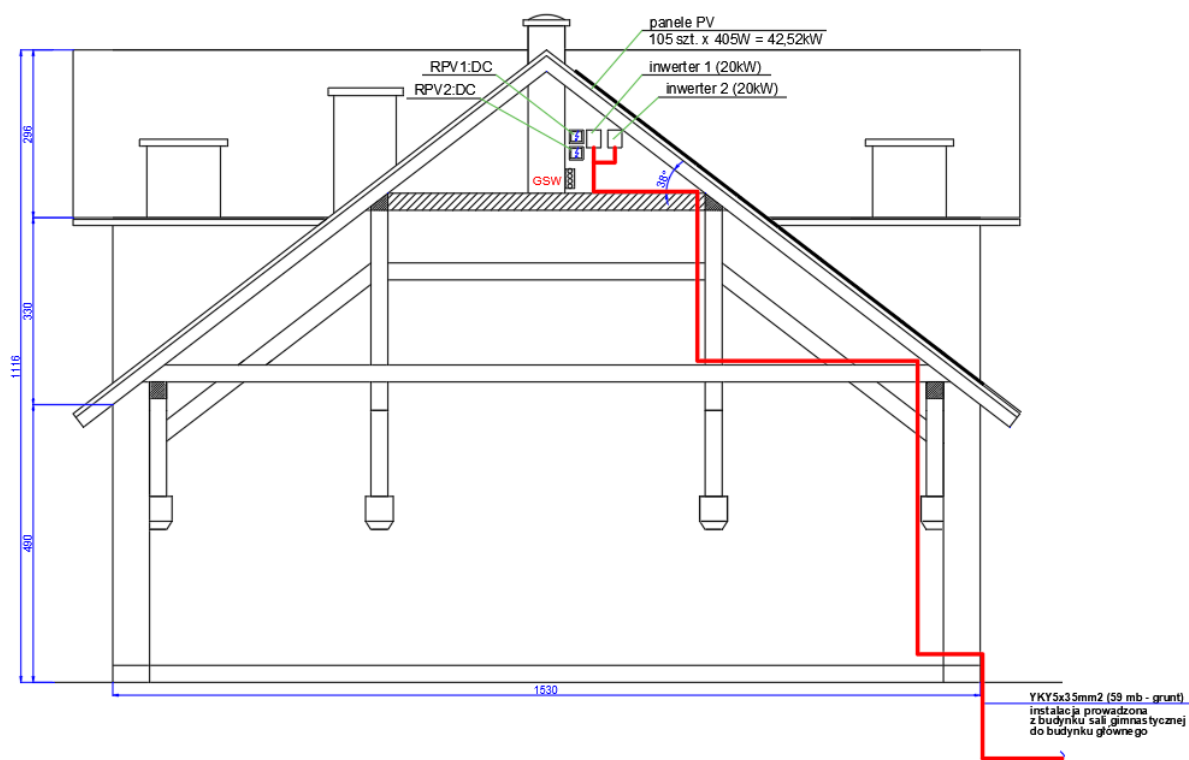 panele PV
105 szt. x 405W = 42,52kW
RPV1:DC
inwerter 1 (20kW)
RPV2:DC
inwerter 2 (20kW)
GSW
38°
296
330
1116
490
1530
YKY5x35mm2 (59 mb - grunt)
instalacja prowadzona
z budynku sali gimnastycznej
do budynku głównego